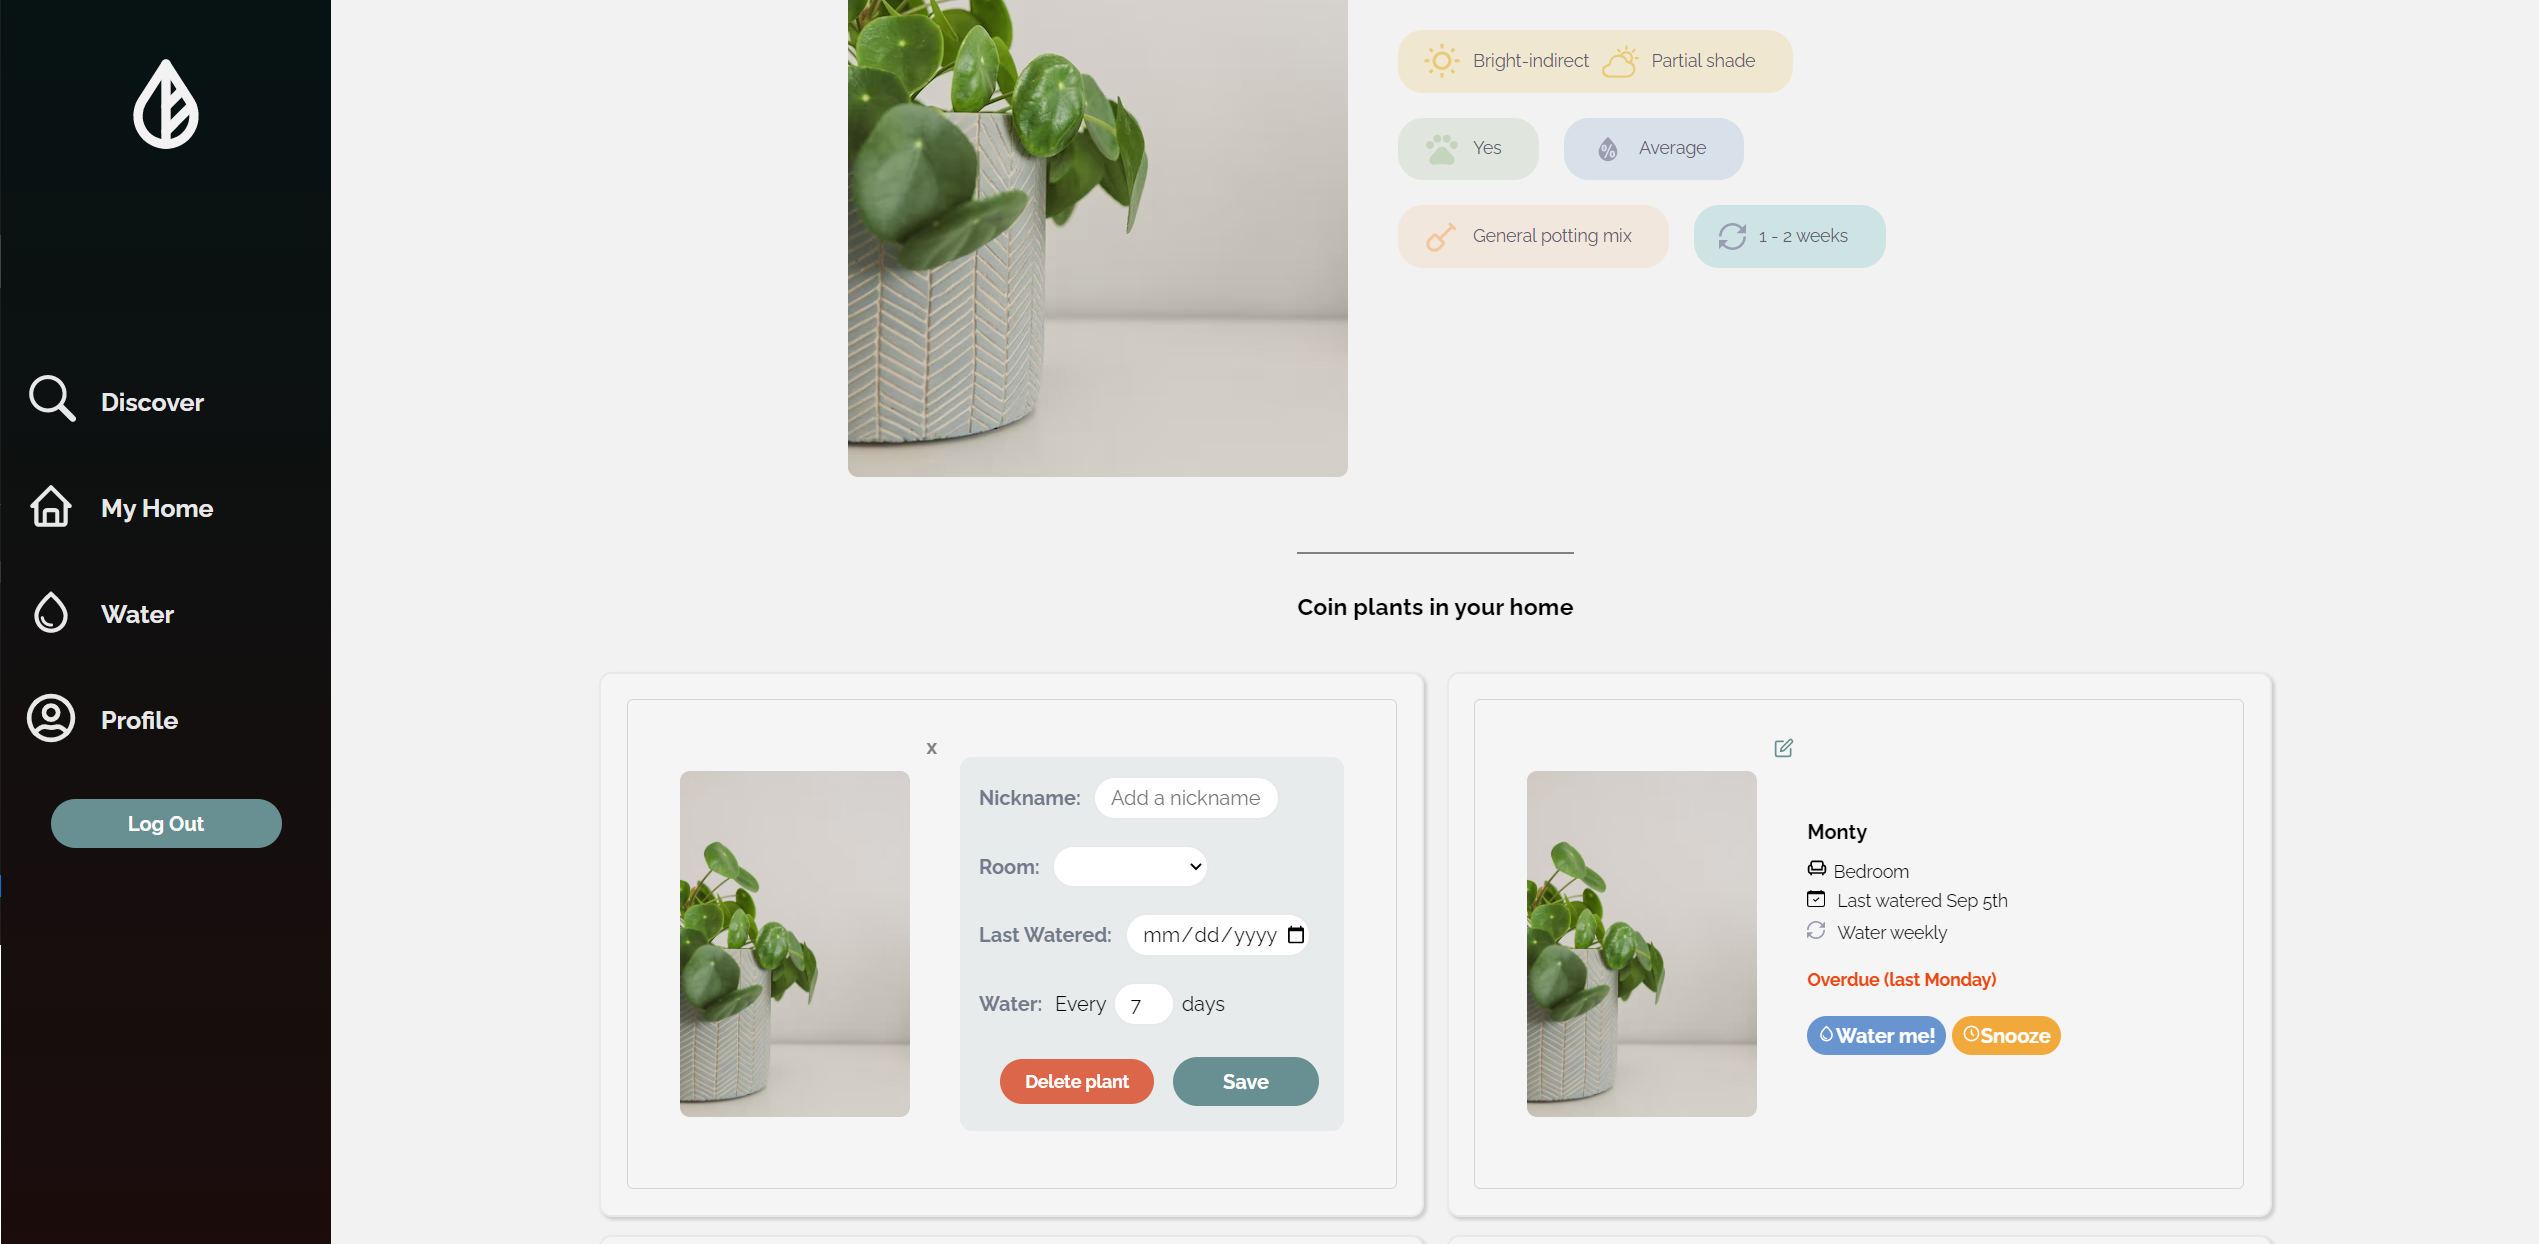 Bright-indirect Partial shade
Yes
% Average
General potting mix
1 - 2 weeks
Discover
My Home
Water
Profile
Log Out
Coin plants in your home
x
Nickname: Add a nickname
Room:
Last Watered: mm/dd/yyyy
Water: Every 7 days
Delete plant
Save
Monty
Bedroom
Last watered Sep 5th
Water weekly
Overdue (last Monday)
Water me!
Snooze